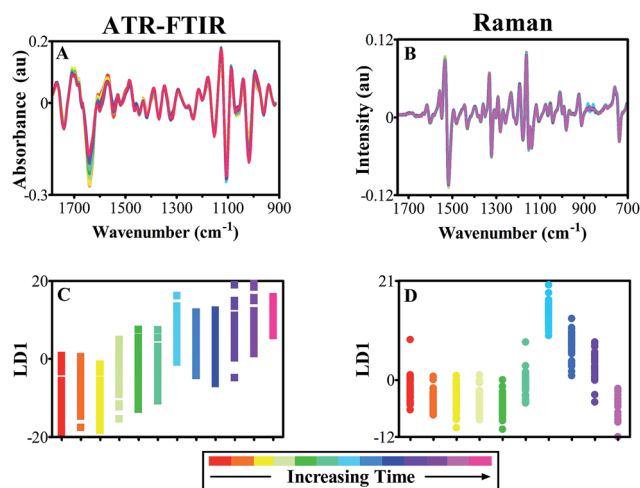 ATR-FTIR
Raman
A
0.2
0
-0.3
Absorbance (au)
1700 1500 1300 1100 900
Wavenumber (cm-1)
B
0.12
0
-0.12
Intensity (au)
1700 1500 1300 1100 900 700
Wavenumber (cm-1)
C
20
0
-20
LD1
D
21
0
-12
LD1
Increasing Time